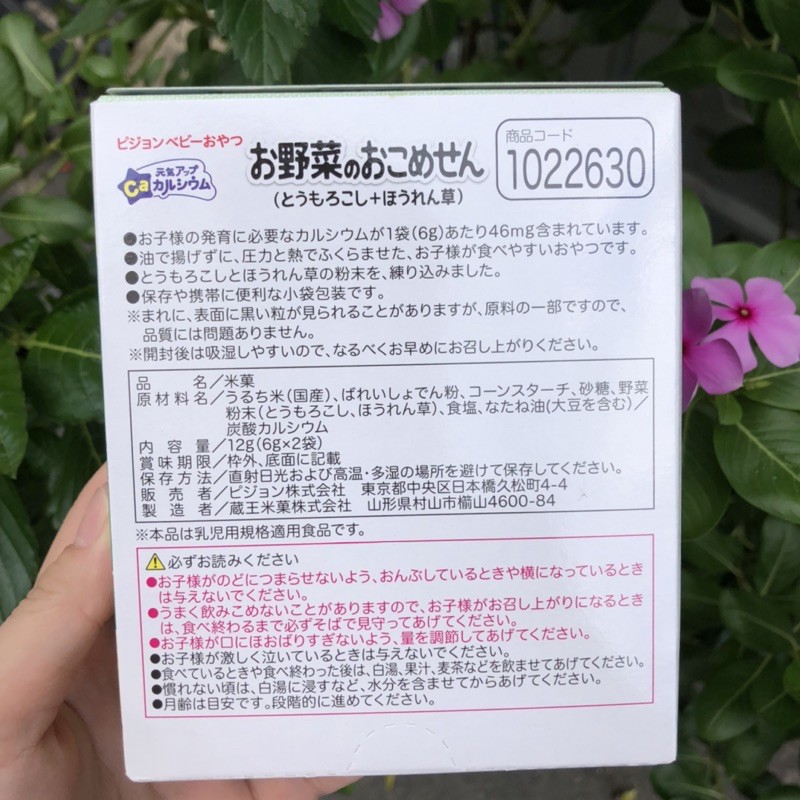 ピジョンベビーおやつ
元気アップ
Caカルシウム
お野菜のおこめせん
(とうもろこし+ほうれん草)
商品コード
1022630
●お子様の発育に必要なカルシウムが1袋(6g)あたり46mg含まれています。
●油で揚げずに、圧力と熱でふくらませた、お子様が食べやすいおやつです。
●とうもろこしとほうれん草の粉末を、練り込みました。
●保存や携帯に便利な小袋包装です。
※まれに、表面に黒い粒が見られることがありますが、原料の一部ですので、
品質には問題ありません。
※開封後は吸湿しやすいので、なるべくお早めにお召し上がりください。
品名/米菓
原材料名/うるち米(国産)、ばれいしょでん粉、コーンスターチ、砂糖、野菜
粉末(とうもろこし、ほうれん草)、食塩、なたね油(大豆を含む)/
炭酸カルシウム
内容量/12g(6g×2袋)
賞味期限/枠外、底面に記載
保存方法/直射日光および高温・多湿の場所を避けて保存してください。
販売者/ピジョン株式会社 東京都中央区日本橋久松町4-4
製造者/蔵王米菓株式会社 山形県村山市楯山4600-84
※本品は乳児用規格適用食品です。
必ずお読みください
●お子様がのどにつまらせないよう、おんぶしているときや横になっているとき
は与えないでください。
●うまく飲みこめないことがありますので、お子様がお召し上がりになるとき
は、食べ終わるまで必ずそばで見守ってあげてください。
●お子様が口にほおばりすぎないよう、量を調節してあげてください。
●お子様が激しく泣いているときは与えないでください。
●食べているときや食べ終わった後は、白湯、果汁、麦茶などを飲ませてあげてください。
●慣れない頃は、白湯に浸すなど、水分を含ませてからあげてください。
●月齢は目安です。段階的に進めてください。